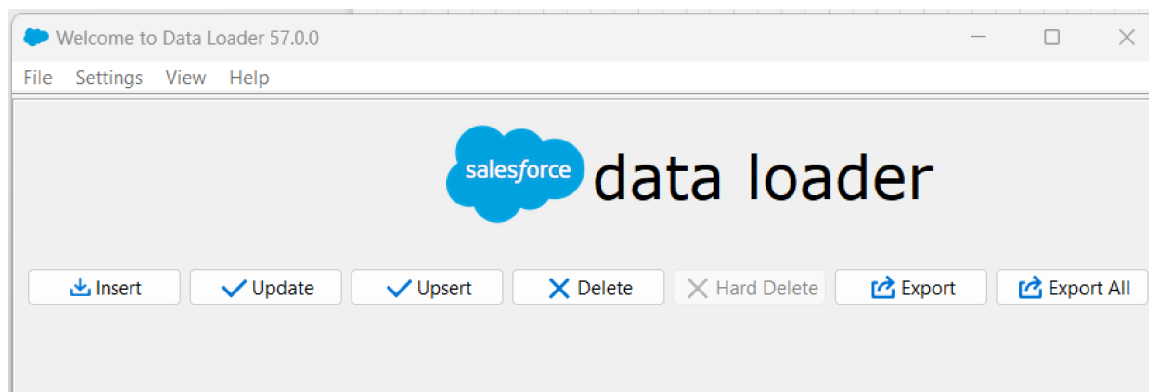 Welcome to Data Loader 57.0.0
File Settings View Help
salesforce data loader
Insert Update Upsert Delete Hard Delete Export Export All